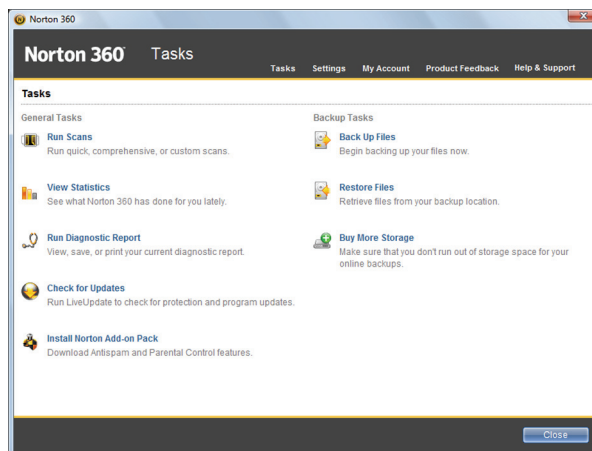 Norton 360
Norton 360 Tasks
Tasks Settings My Account Product Feedback Help & Support
Tasks
General Tasks
Run Scans
Run quick, comprehensive, or custom scans.
View Statistics
See what Norton 360 has done for you lately.
Run Diagnostic Report
View, save, or print your current diagnostic report.
Check for Updates
Run LiveUpdate to check for protection and program updates.
Install Norton Add-on Pack
Download Antispam and Parental Control features.
Backup Tasks
Back Up Files
Begin backing up your files now.
Restore Files
Retrieve files from your backup location.
Buy More Storage
Make sure that you don't run out of storage space for your
online backups.
Close